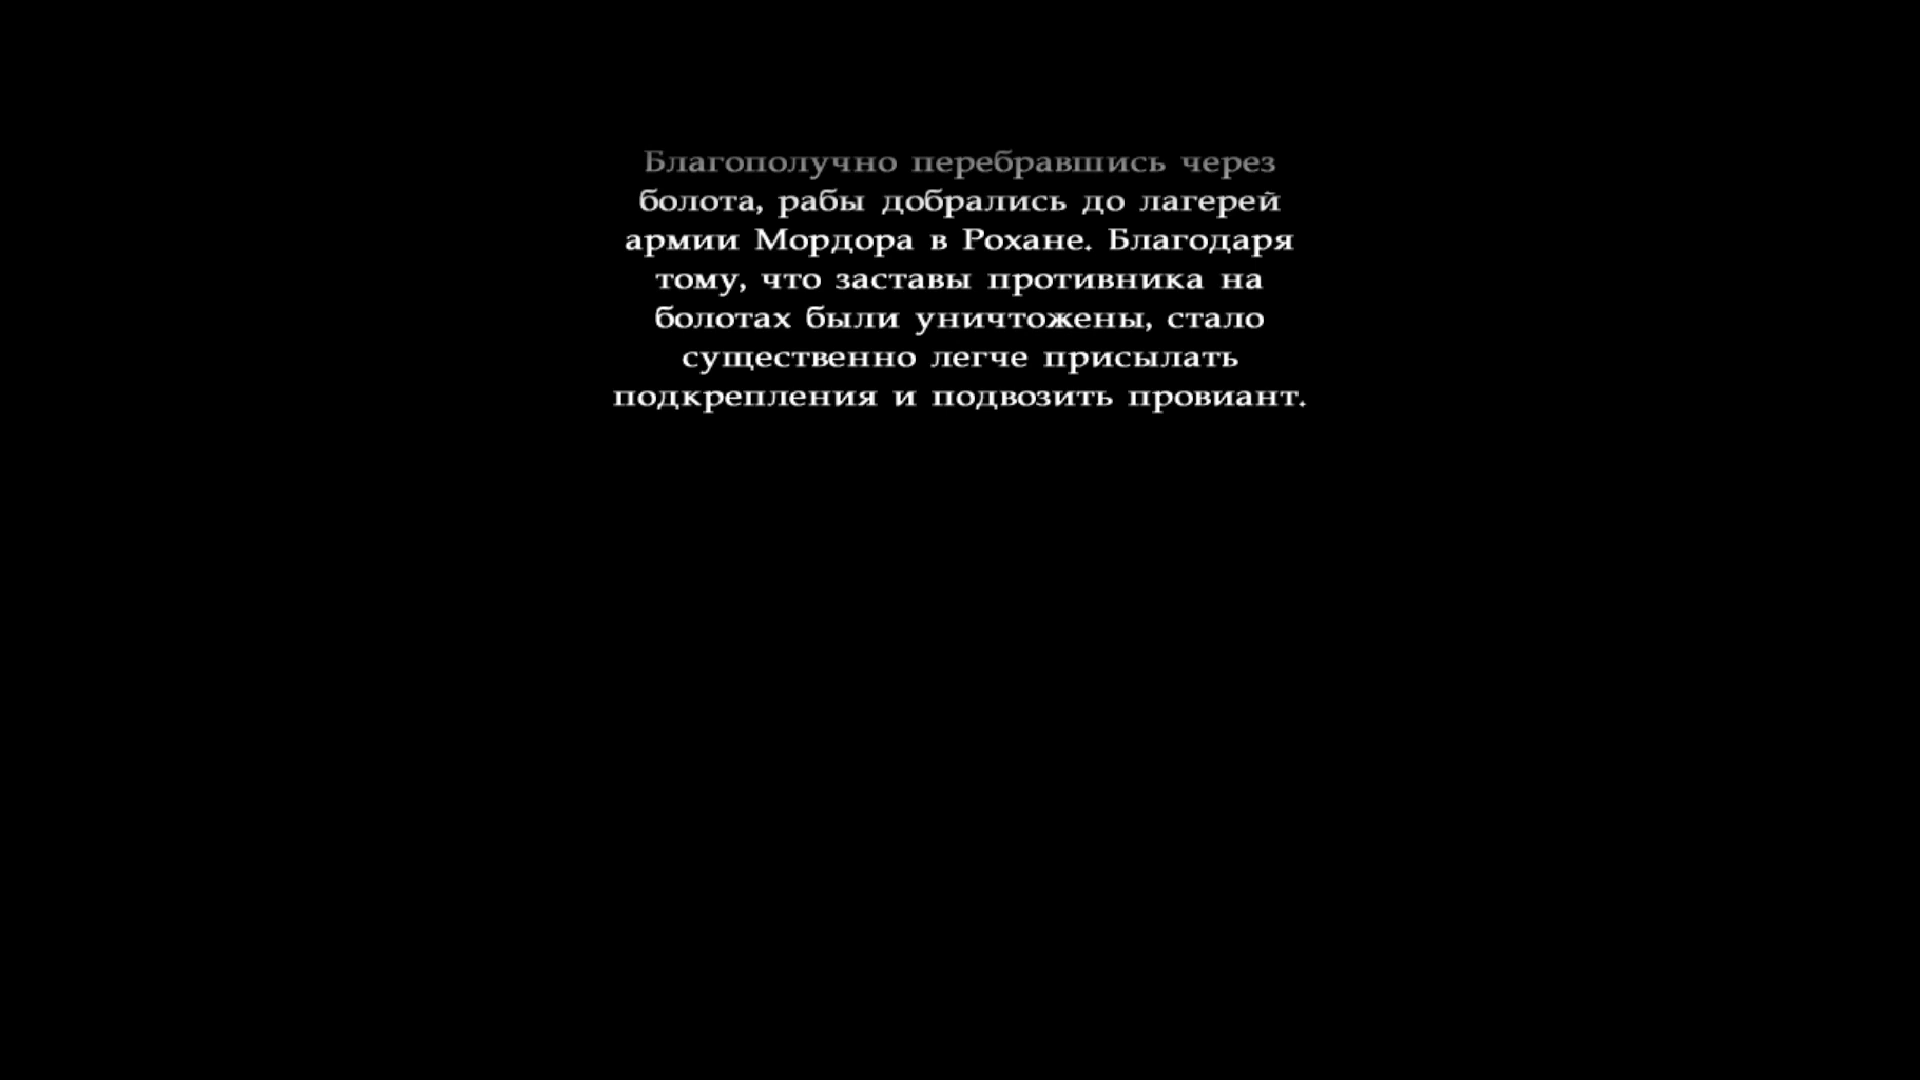 Благополучно перебравшись через
болота, рабы добрались до лагерей
армии Мордора в Рохане. Благодаря
тому, что заставы противника на
болотах были уничтожены, стало
существенно легче присылать
подкрепления и подвозить провиант.